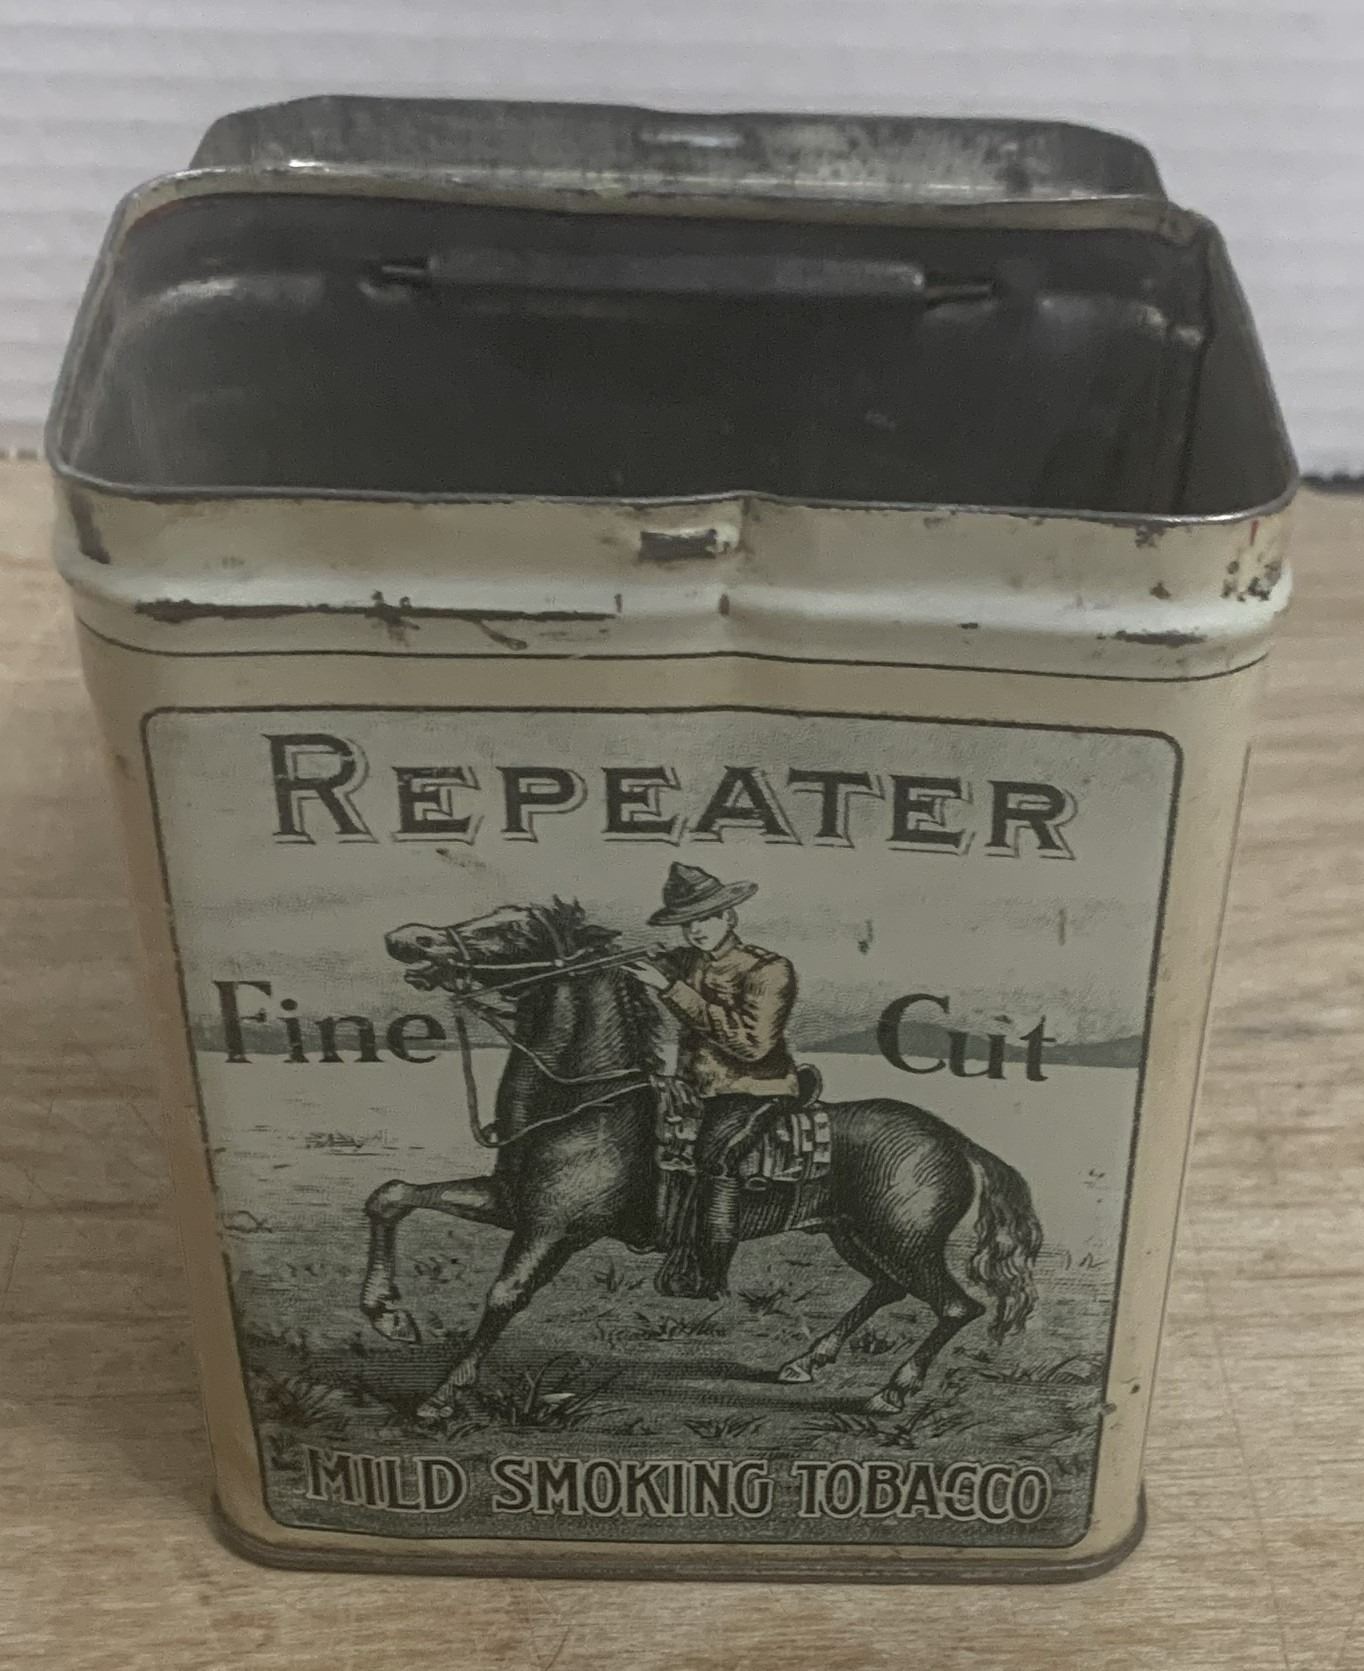 REPEATER
Fine Cut
MILD SMOKING TOBACCO